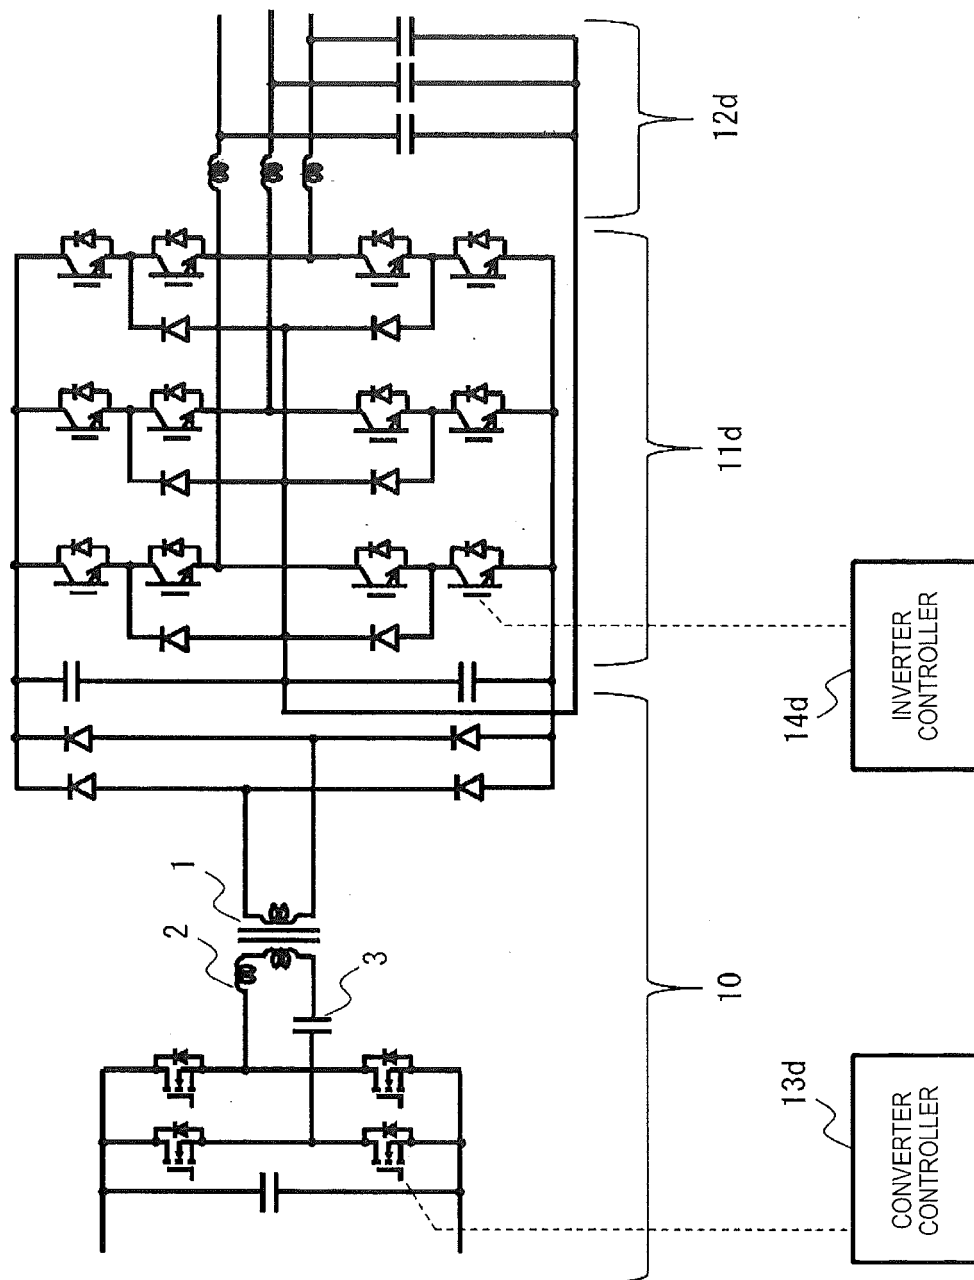 1
2
3
10
11d
12d
13d
CONVERTER
CONTROLLER
14d
INVERTER
CONTROLLER